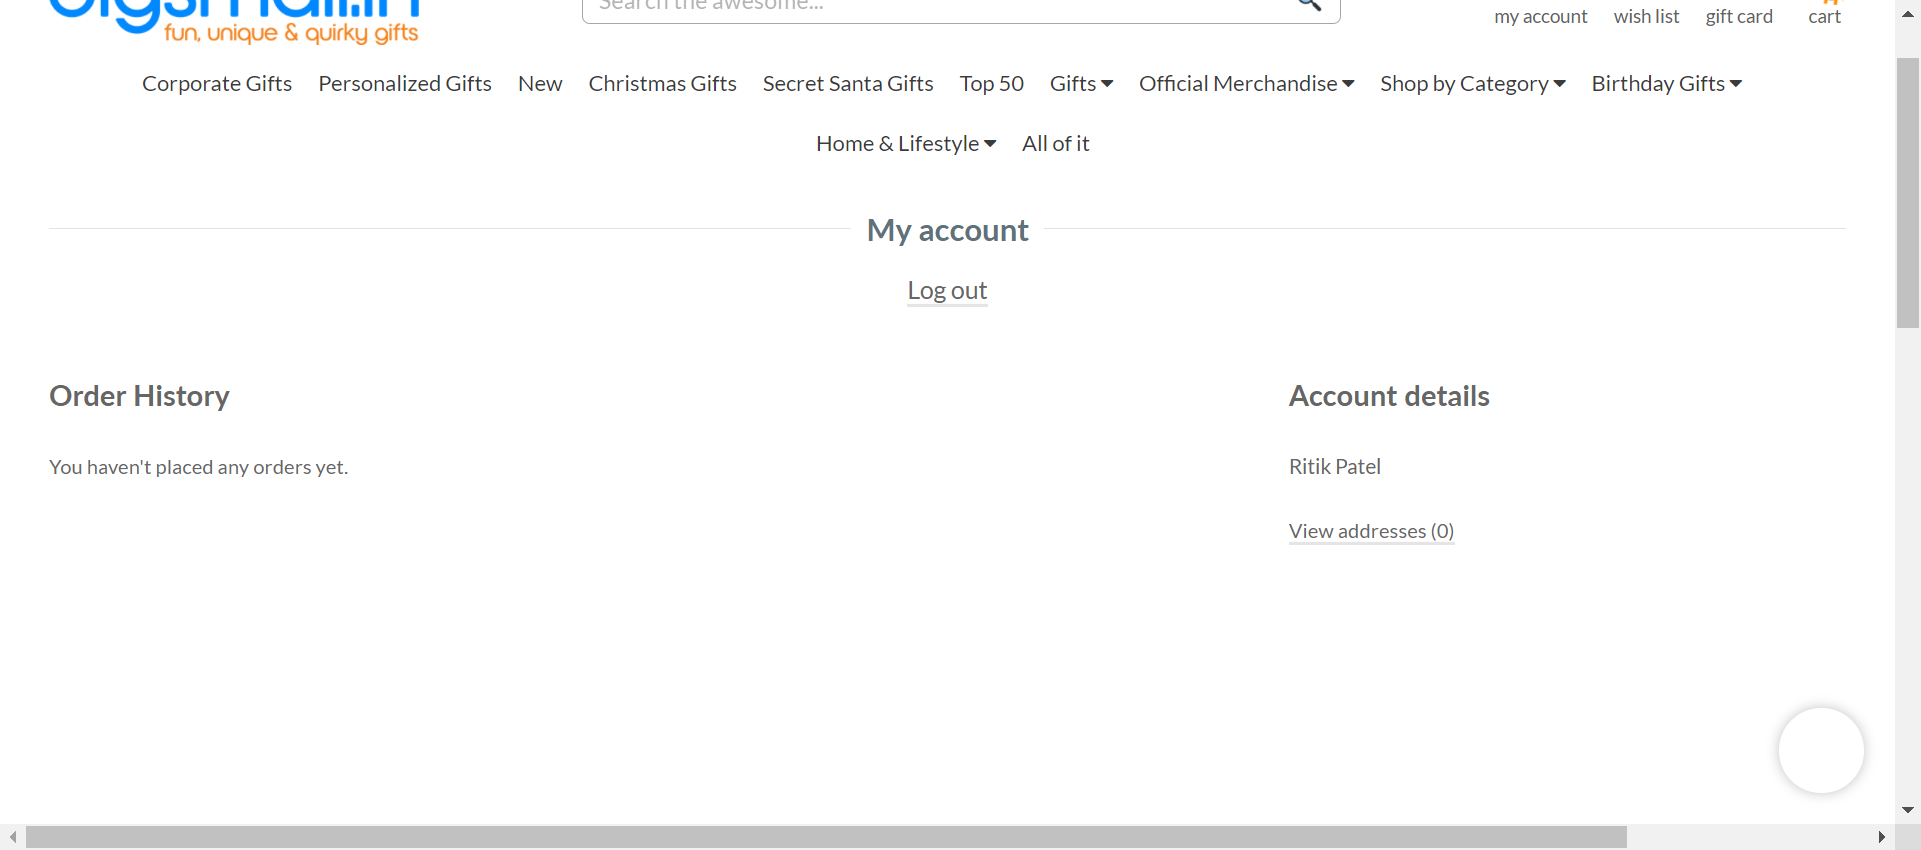 bigsmall.in
fun, unique & quirky gifts
Search the awesome...
my account wish list gift card cart
Corporate Gifts Personalized Gifts New Christmas Gifts Secret Santa Gifts Top 50 Gifts Official Merchandise Shop by Category Birthday Gifts
Home & Lifestyle All of it
My account
Log out
Order History
Account details
You haven't placed any orders yet.
Ritik Patel
View addresses (0)